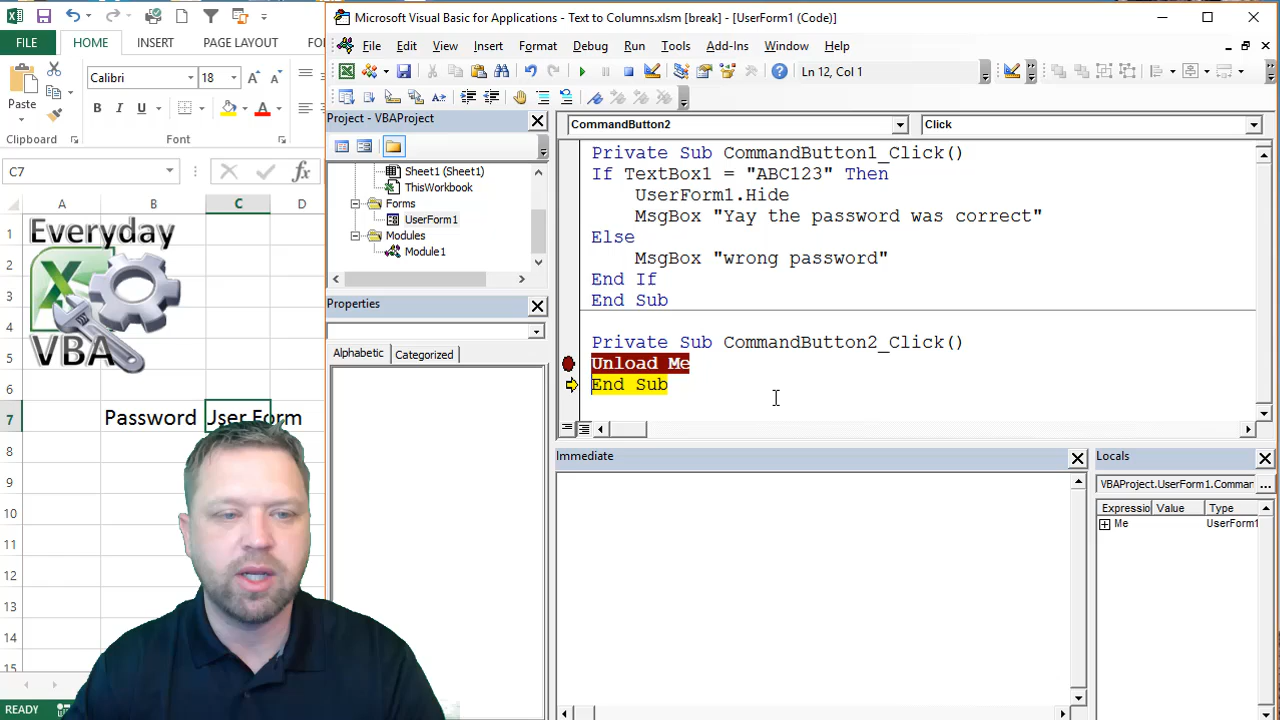 Microsoft Visual Basic for Applications - Text to Columns.xlsm [break] - [UserForm1 (Code)]
FILE
HOME
INSERT
PAGE LAYOUT
FO
File
Edit
View
Insert
Format
Debug
Run
Tools
Add-Ins
Window
Help
Calibri
18
Paste
B
I
U
A
Clipboard
Font
Ln 12, Col 1
Project - VBAProject
CommandButton2
Click
Sheet1 (Sheet1)
ThisWorkbook
Forms
UserForm1
Modules
Module1
C7
fx
A
B
C
D
1
2
3
4
5
6
7
8
9
10
11
12
13
14
15
Everyday
VBA
Password
User Form
Properties
Alphabetic
Categorized
Private Sub CommandButton1_Click()
If TextBox1 = "ABC123" Then
UserForm1.Hide
MsgBox "Yay the password was correct"
Else
MsgBox "wrong password"
End If
End Sub
Private Sub CommandButton2_Click()
Unload Me
End Sub
Immediate
Locals
VBAProject.UserForm1.Commar
...
Expressio
Value
Type
Me
UserForm1
READY